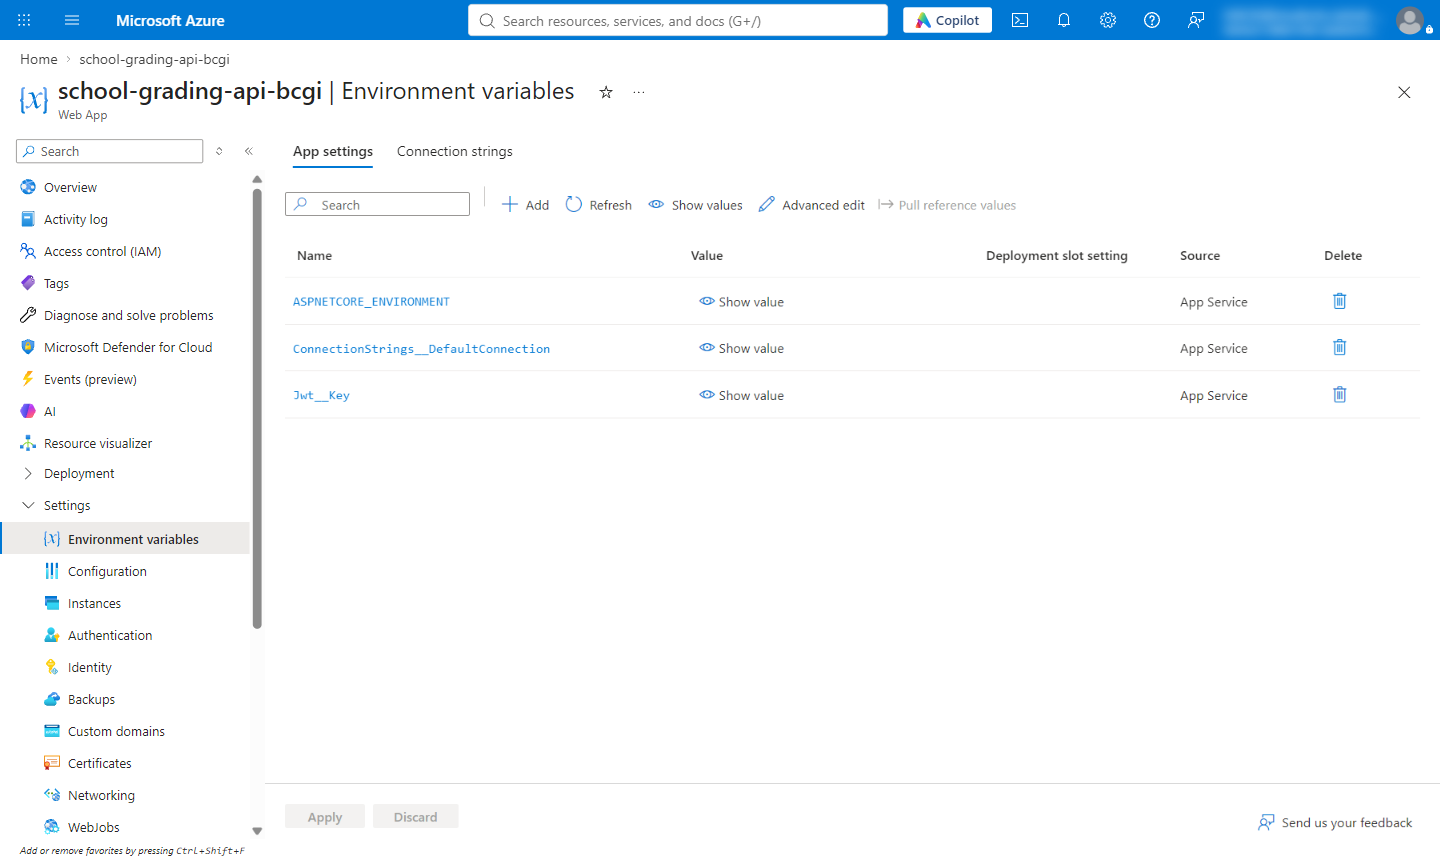 Microsoft Azure
Search resources, services, and docs (G+/)
Copilot
Home > school-grading-api-bcgi
school-grading-api-bcgi | Environment variables
Web App
Search
Overview
Activity log
Access control (IAM)
Tags
Diagnose and solve problems
Microsoft Defender for Cloud
Events (preview)
AI
Resource visualizer
Deployment
Settings
Environment variables
Configuration
Instances
Authentication
Identity
Backups
Custom domains
Certificates
Networking
WebJobs
Add or remove favorites by pressing Ctrl+Shift+F
App settings Connection strings
Search Add Refresh Show values Advanced edit Pull reference values
Name Value Deployment slot setting Source Delete
ASPNETCORE_ENVIRONMENT Show value App Service
ConnectionStrings__DefaultConnection Show value App Service
Jwt__Key Show value App Service
Apply Discard
Send us your feedback